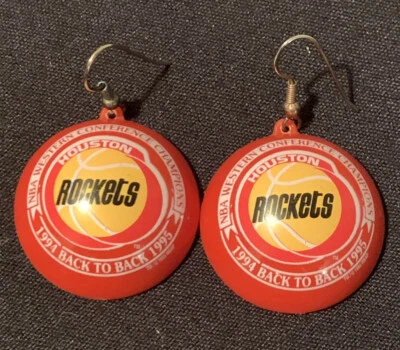 NBA WESTERN CONFERENCE CHAMPIONS
HOUSTON
ROCKETS
1994 BACK TO BACK 1995
NBA WESTERN CONFERENCE CHAMPIONS
HOUSTON
ROCKETS
1994 BACK TO BACK 1995